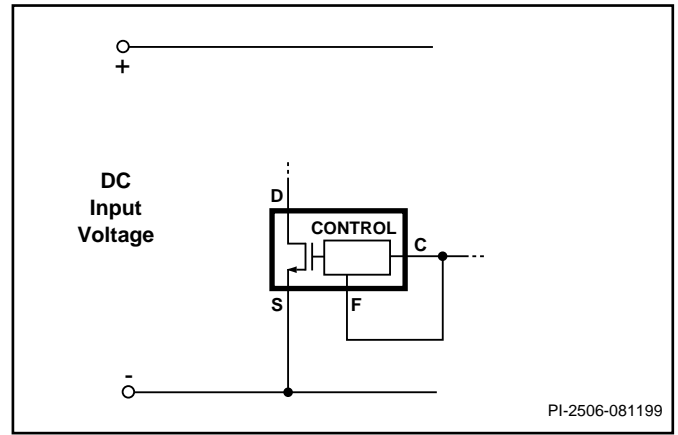 +
DC
Input
Voltage
D
CONTROL
C
S
F
-
PI-2506-081199